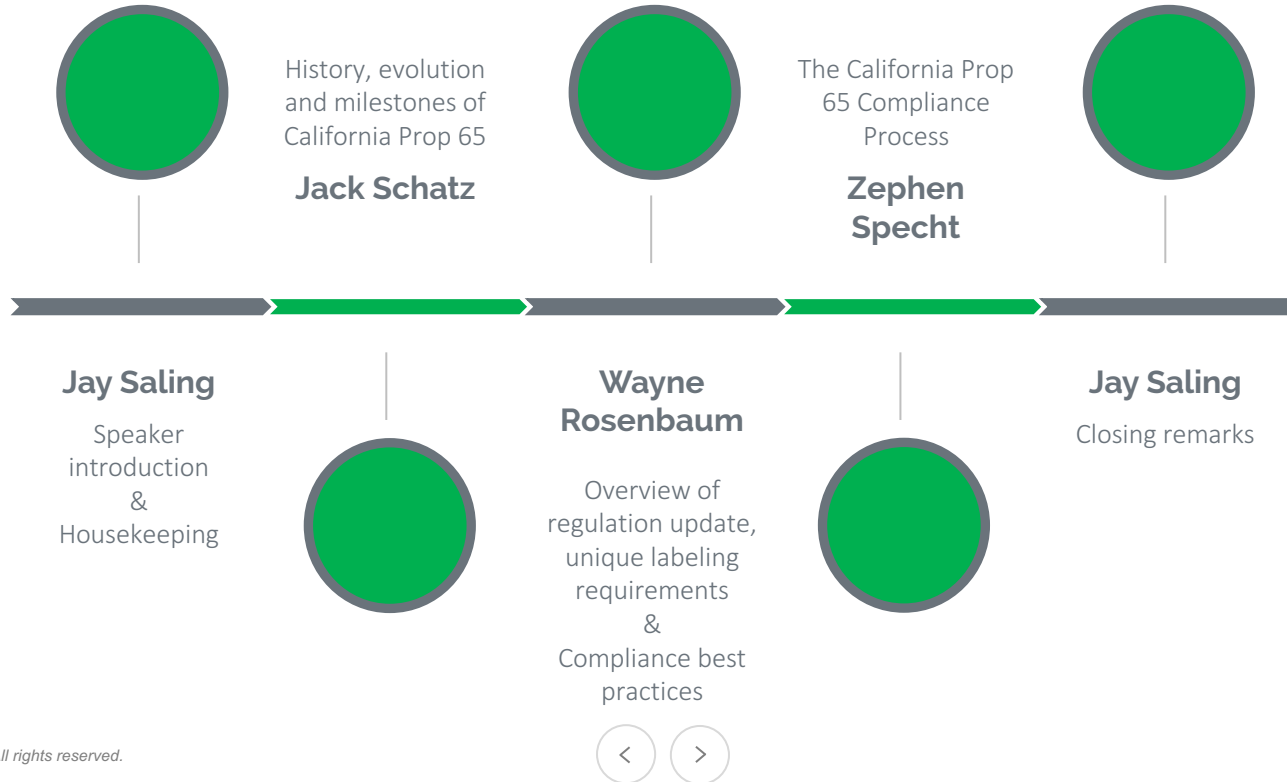 Jay Saling
Speaker
introduction
&
Housekeeping
History, evolution
and milestones of
California Prop 65
Jack Schatz
Wayne
Rosenbaum
Overview of
regulation update,
unique labeling
requirements
&
Compliance best
practices
The California Prop
65 Compliance
Process
Zephen
Specht
Jay Saling
Closing remarks
ll rights reserved.